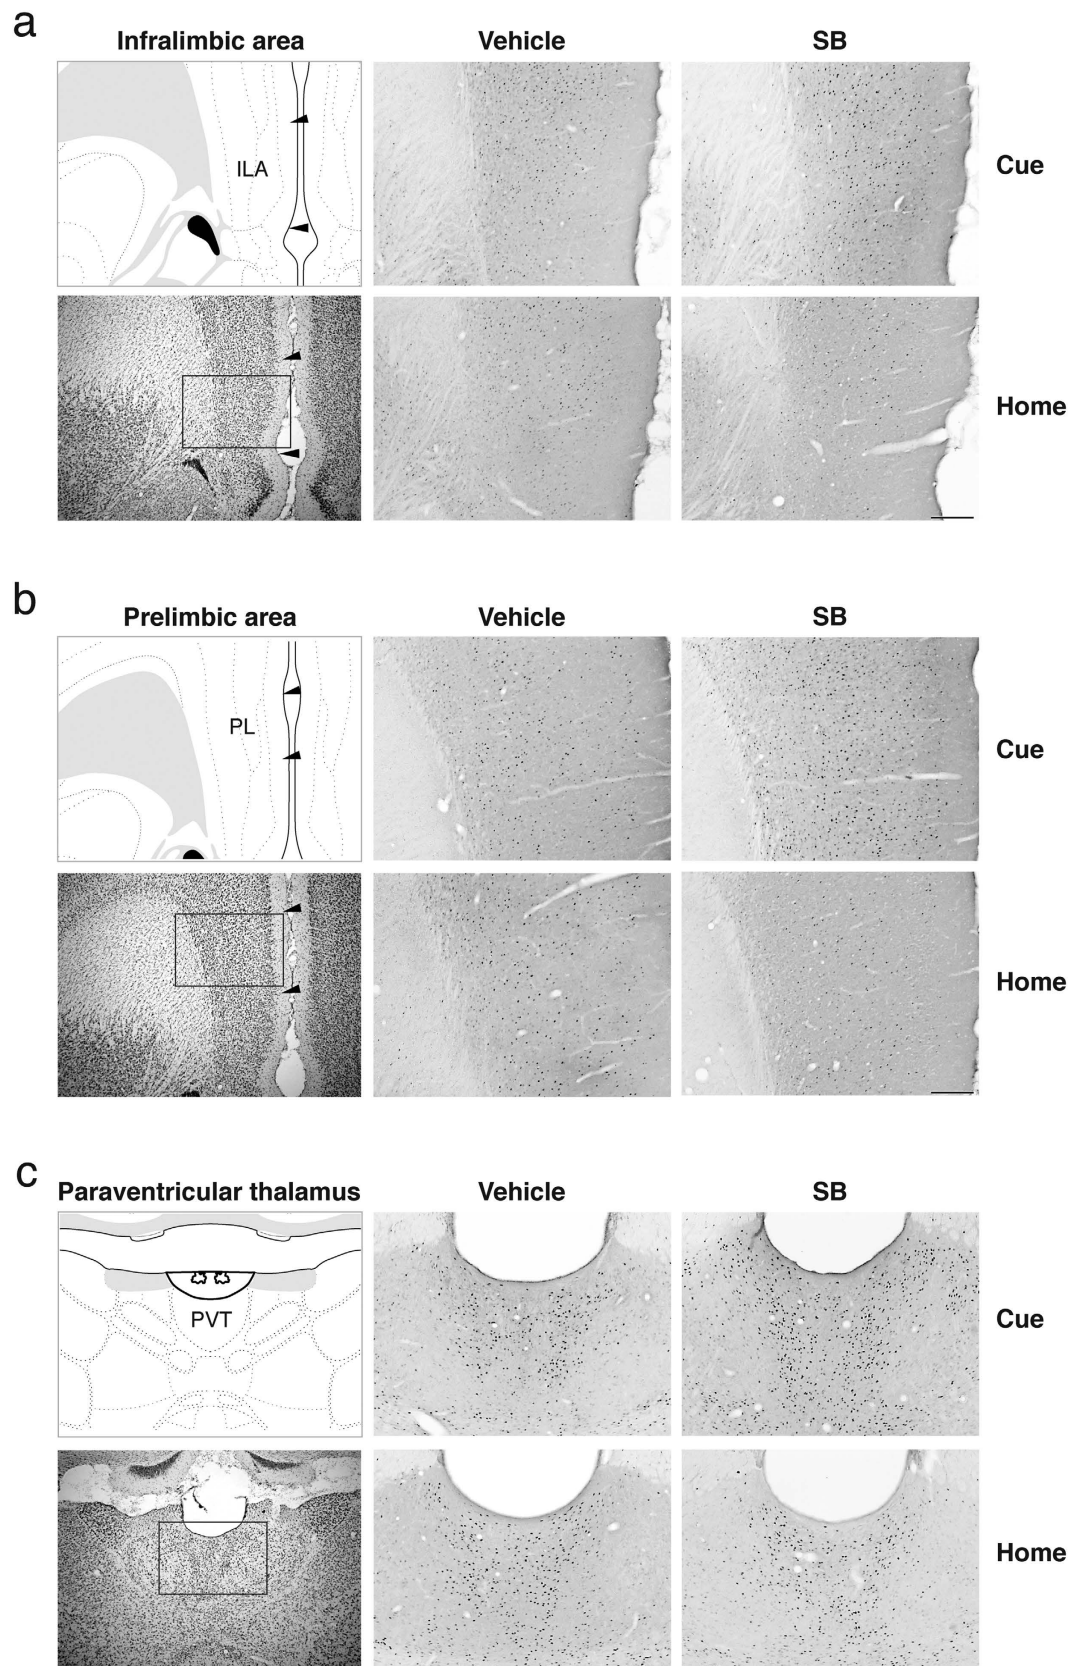 a
Infralimbic area
Vehicle
SB
ILA
Cue
Home
b
Prelimbic area
Vehicle
SB
PL
Cue
Home
c
Paraventricular thalamus
Vehicle
SB
PVT
Cue
Home